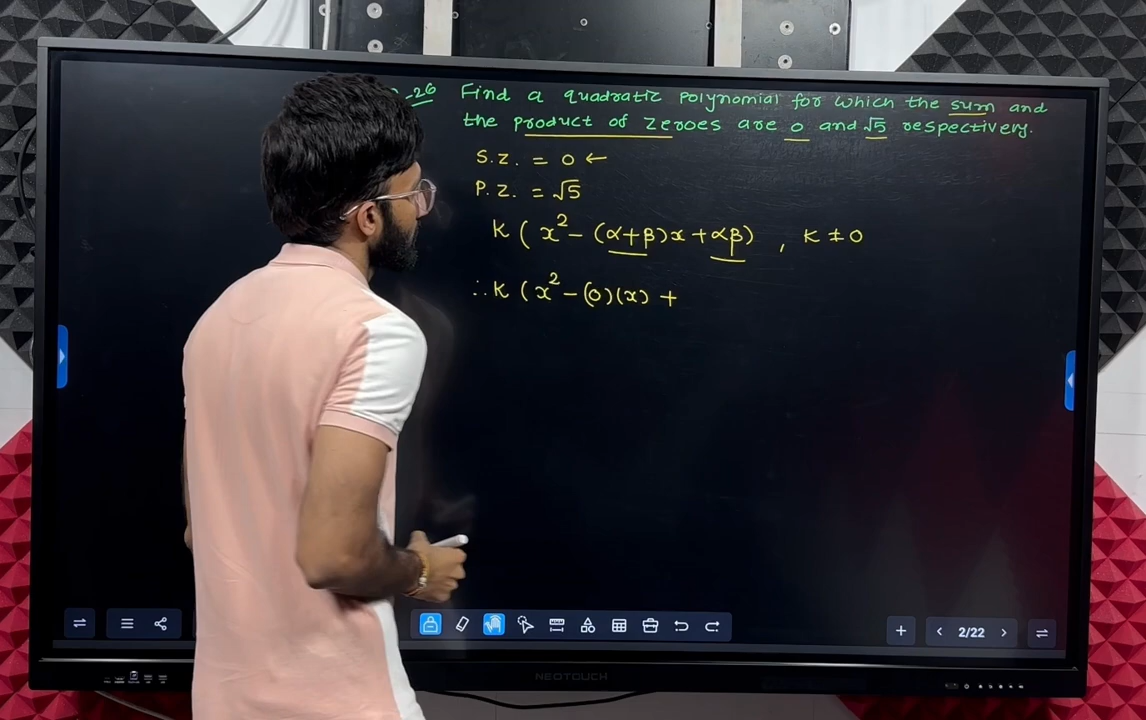 -26 Find a quadratic polynomial for which the sum and
the product of zeroes are 0 and √5 respectively.
S.Z. = 0 ←
P.Z. = √5
K ( x² - (α+β)x + αβ) , K ≠ 0
∴ K ( x² - (0)(x) +
2/22
NEOTOUCH